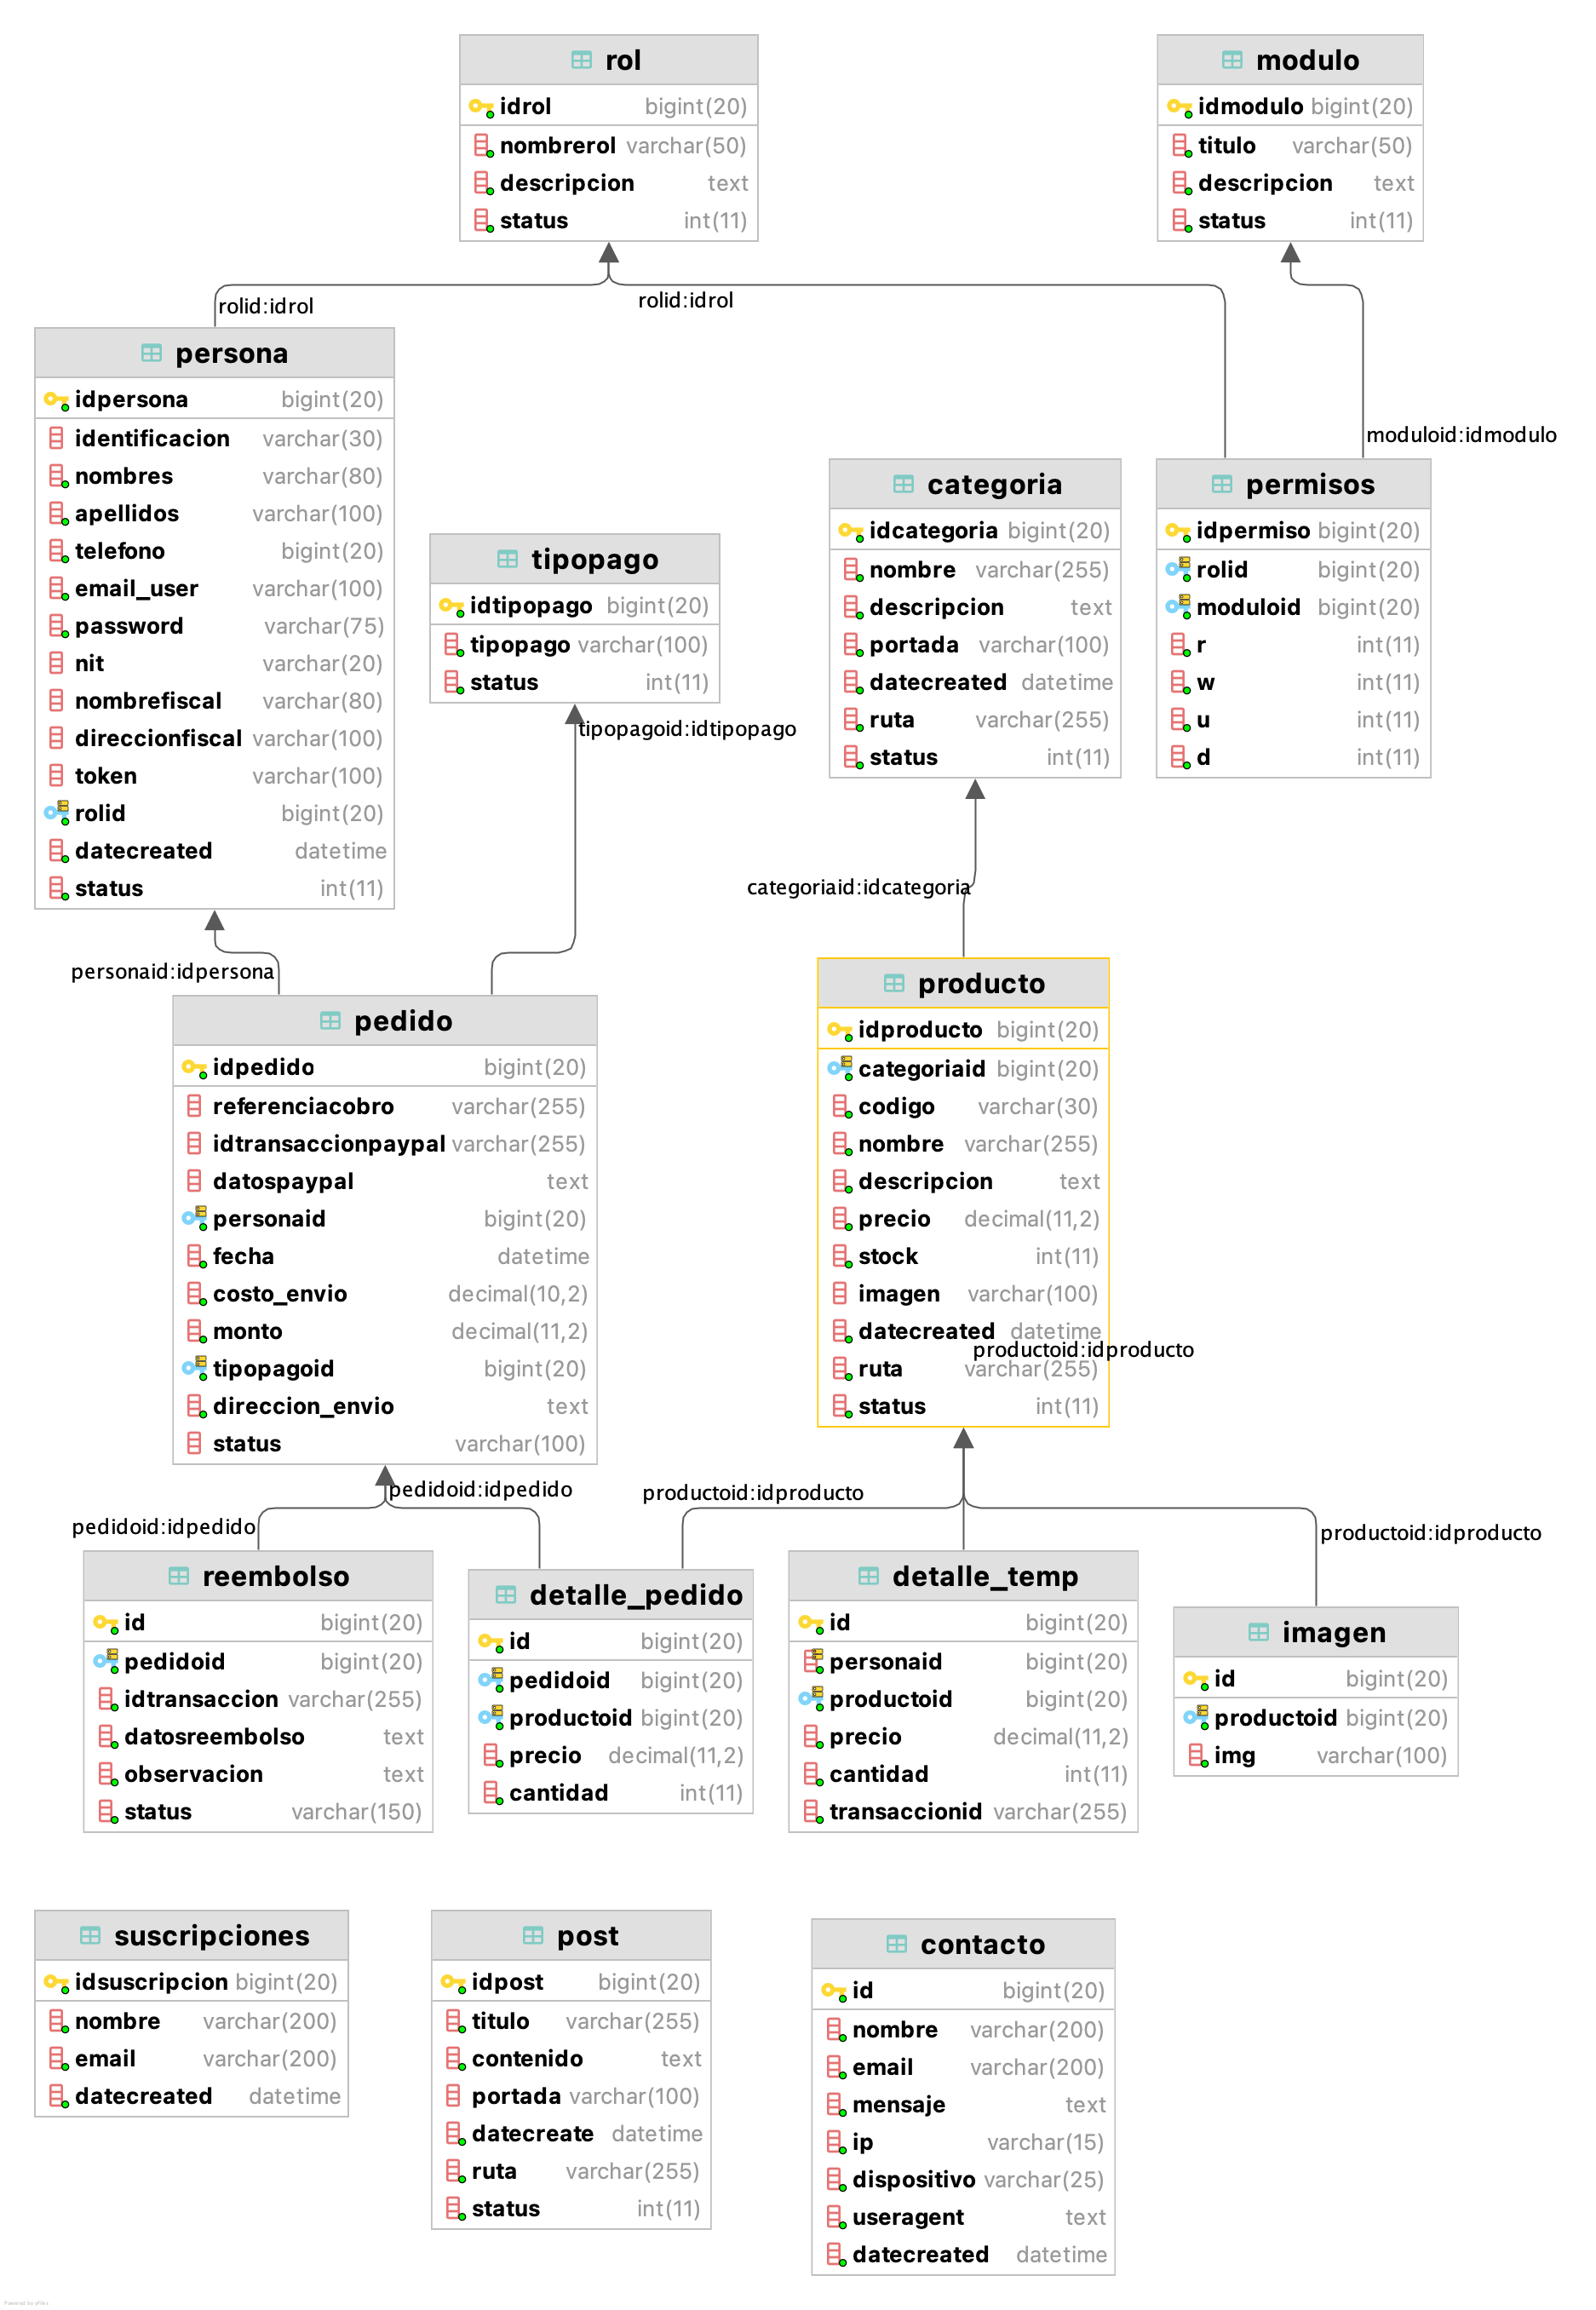 rol
idrol bigint(20)
nombrerol varchar(50)
descripcion text
status int(11)
modulo
idmodulo bigint(20)
titulo varchar(50)
descripcion text
status int(11)
rolid:idrol
rolid:idrol
moduloid:idmodulo
persona
idpersona bigint(20)
identificacion varchar(30)
nombres varchar(80)
apellidos varchar(100)
telefono bigint(20)
email_user varchar(100)
password varchar(75)
nit varchar(20)
nombrefiscal varchar(80)
direccionfiscal varchar(100)
token varchar(100)
rolid bigint(20)
datecreated datetime
status int(11)
tipopago
idtipopago bigint(20)
tipopago varchar(100)
status int(11)
tipopagoid:idtipopago
categoria
idcategoria bigint(20)
nombre varchar(255)
descripcion text
portada varchar(100)
datecreated datetime
ruta varchar(255)
status int(11)
permisos
idpermiso bigint(20)
rolid bigint(20)
moduloid bigint(20)
r int(11)
w int(11)
u int(11)
d int(11)
categoriaid:idcategoria
personaid:idpersona
pedido
idpedido bigint(20)
referenciacobro varchar(255)
idtransaccionpaypal varchar(255)
datospaypal text
personaid bigint(20)
fecha datetime
costo_envio decimal(10,2)
monto decimal(11,2)
tipopagoid bigint(20)
direccion_envio text
status varchar(100)
producto
idproducto bigint(20)
categoriaid bigint(20)
codigo varchar(30)
nombre varchar(255)
descripcion text
precio decimal(11,2)
stock int(11)
imagen varchar(100)
datecreated datetime
productoid:idproducto
ruta varchar(255)
status int(11)
pedidoid:idpedido
pedidoid:idpedido
productoid:idproducto
productoid:idproducto
reembolso
id bigint(20)
pedidoid bigint(20)
idtransaccion varchar(255)
datosreembolso text
observacion text
status varchar(150)
detalle_pedido
id bigint(20)
pedidoid bigint(20)
productoid bigint(20)
precio decimal(11,2)
cantidad int(11)
detalle_temp
id bigint(20)
personaid bigint(20)
productoid bigint(20)
precio decimal(11,2)
cantidad int(11)
transaccionid varchar(255)
imagen
id bigint(20)
productoid bigint(20)
img varchar(100)
suscripciones
idsuscripcion bigint(20)
nombre varchar(200)
email varchar(200)
datecreated datetime
post
idpost bigint(20)
titulo varchar(255)
contenido text
portada varchar(100)
datecreate datetime
ruta varchar(255)
status int(11)
contacto
id bigint(20)
nombre varchar(200)
email varchar(200)
mensaje text
ip varchar(15)
dispositivo varchar(25)
useragent text
datecreated datetime
Powered by yFiles